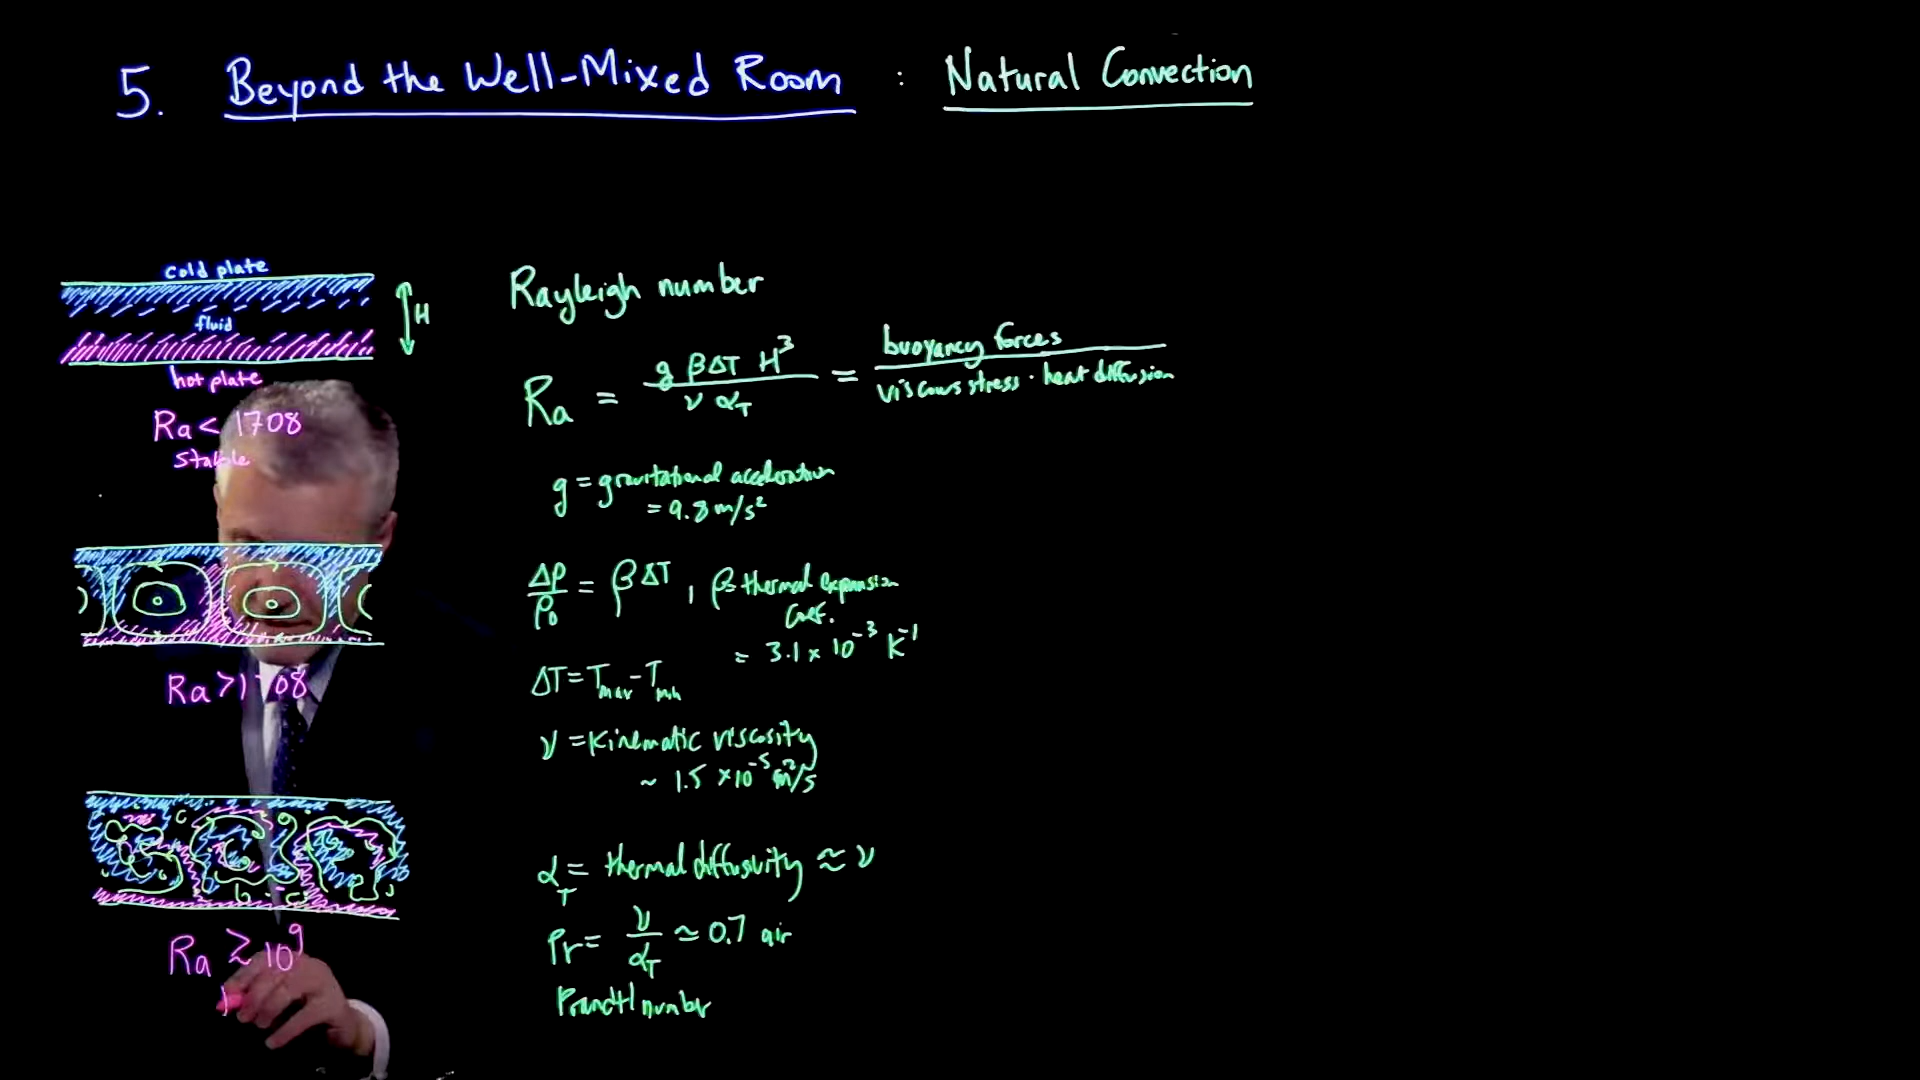 5. Beyond the Well-Mixed Room : Natural Convection
cold plate
fluid
H
hot plate
Ra < 1708
Stable
Ra > 1708
Ra ≳ 10⁹
Rayleigh number
Ra = g β ΔT H³ / ν α_T = buoyancy forces / viscous stress · heat diffusion
g = gravitational acceleration
= 9.8 m/s²
Δρ/ρ₀ = β ΔT , β = thermal expansion
coef.
= 3.1 × 10⁻³ K⁻¹
ΔT = T_max - T_min
ν = kinematic viscosity
~ 1.5 × 10⁻⁵ m²/s
α_T = thermal diffusivity ≈ ν
Pr = ν/α_T ≈ 0.7 air
Prandtl number